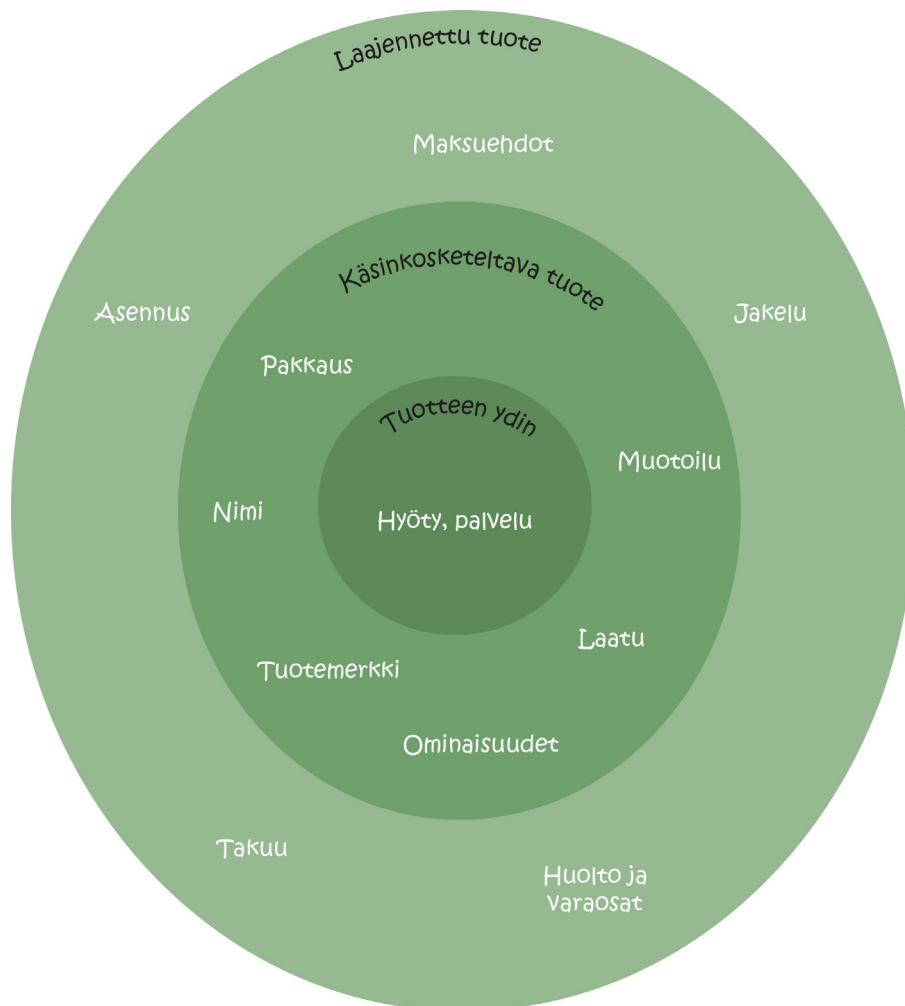 Laajennettu tuote
Maksuehdot
Käsinkosketeltava tuote
Asennus
Jakelu
Pakkaus
Tuotteen ydin
Muotoilu
Nimi
Hyöty, palvelu
Laatu
Tuotemerkki
Ominaisuudet
Takuu
Huolto ja
varaosat